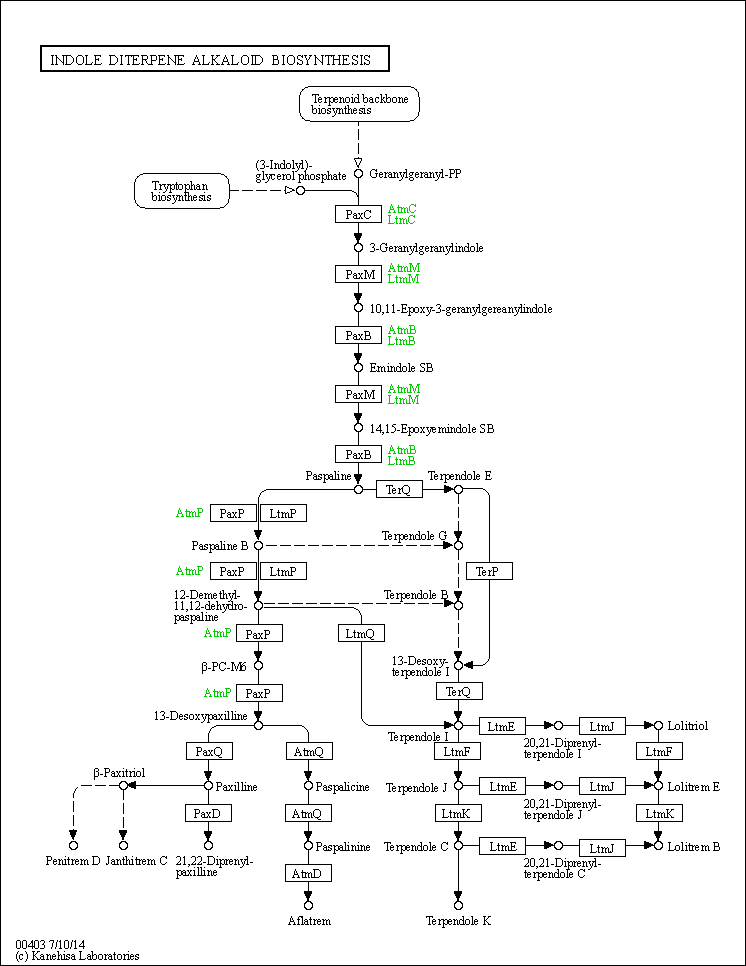 INDOLE DITERPENE ALKALOID BIOSYNTHESIS
Terpenoid backbone
biosynthesis
(3-Indolyl)-
glycerol phosphate
Geranylgeranyl-PP
Tryptophan
biosynthesis
PaxC
AtmC
LtmC
3-Geranylgeranylindole
PaxM
AtmM
LtmM
10,11-Epoxy-3-geranylgereanylindole
PaxB
AtmB
LtmB
Emindole SB
PaxM
AtmM
LtmM
14,15-Epoxyemindole SB
PaxB
AtmB
LtmB
Paspaline
TerQ
Terpendole E
AtmP
PaxP
LtmP
Paspaline B
Terpendole G
AtmP
PaxP
LtmP
TerP
12-Demethyl-
11,12-dehydro-
paspaline
Terpendole B
AtmP
PaxP
LtmQ
β-PC-M6
13-Desoxy-
terpendole I
AtmP
PaxP
TerQ
13-Desoxypaxilline
Terpendole I
LtmE
20,21-Diprenyl-
terpendole I
LtmJ
Lolitriol
PaxQ
AtmQ
LtmF
LtmF
β-Paxitriol
Paxilline
Paspalicine
Terpendole J
LtmE
20,21-Diprenyl-
terpendole J
LtmJ
Lolitrem E
PaxD
AtmQ
LtmK
LtmK
Penitrem D
Janthitrem C
21,22-Diprenyl-
paxilline
Paspalinine
Terpendole C
LtmE
20,21-Diprenyl-
terpendole C
LtmJ
Lolitrem B
AtmD
Aflatrem
Terpendole K
00403 7/10/14
(c) Kanehisa Laboratories